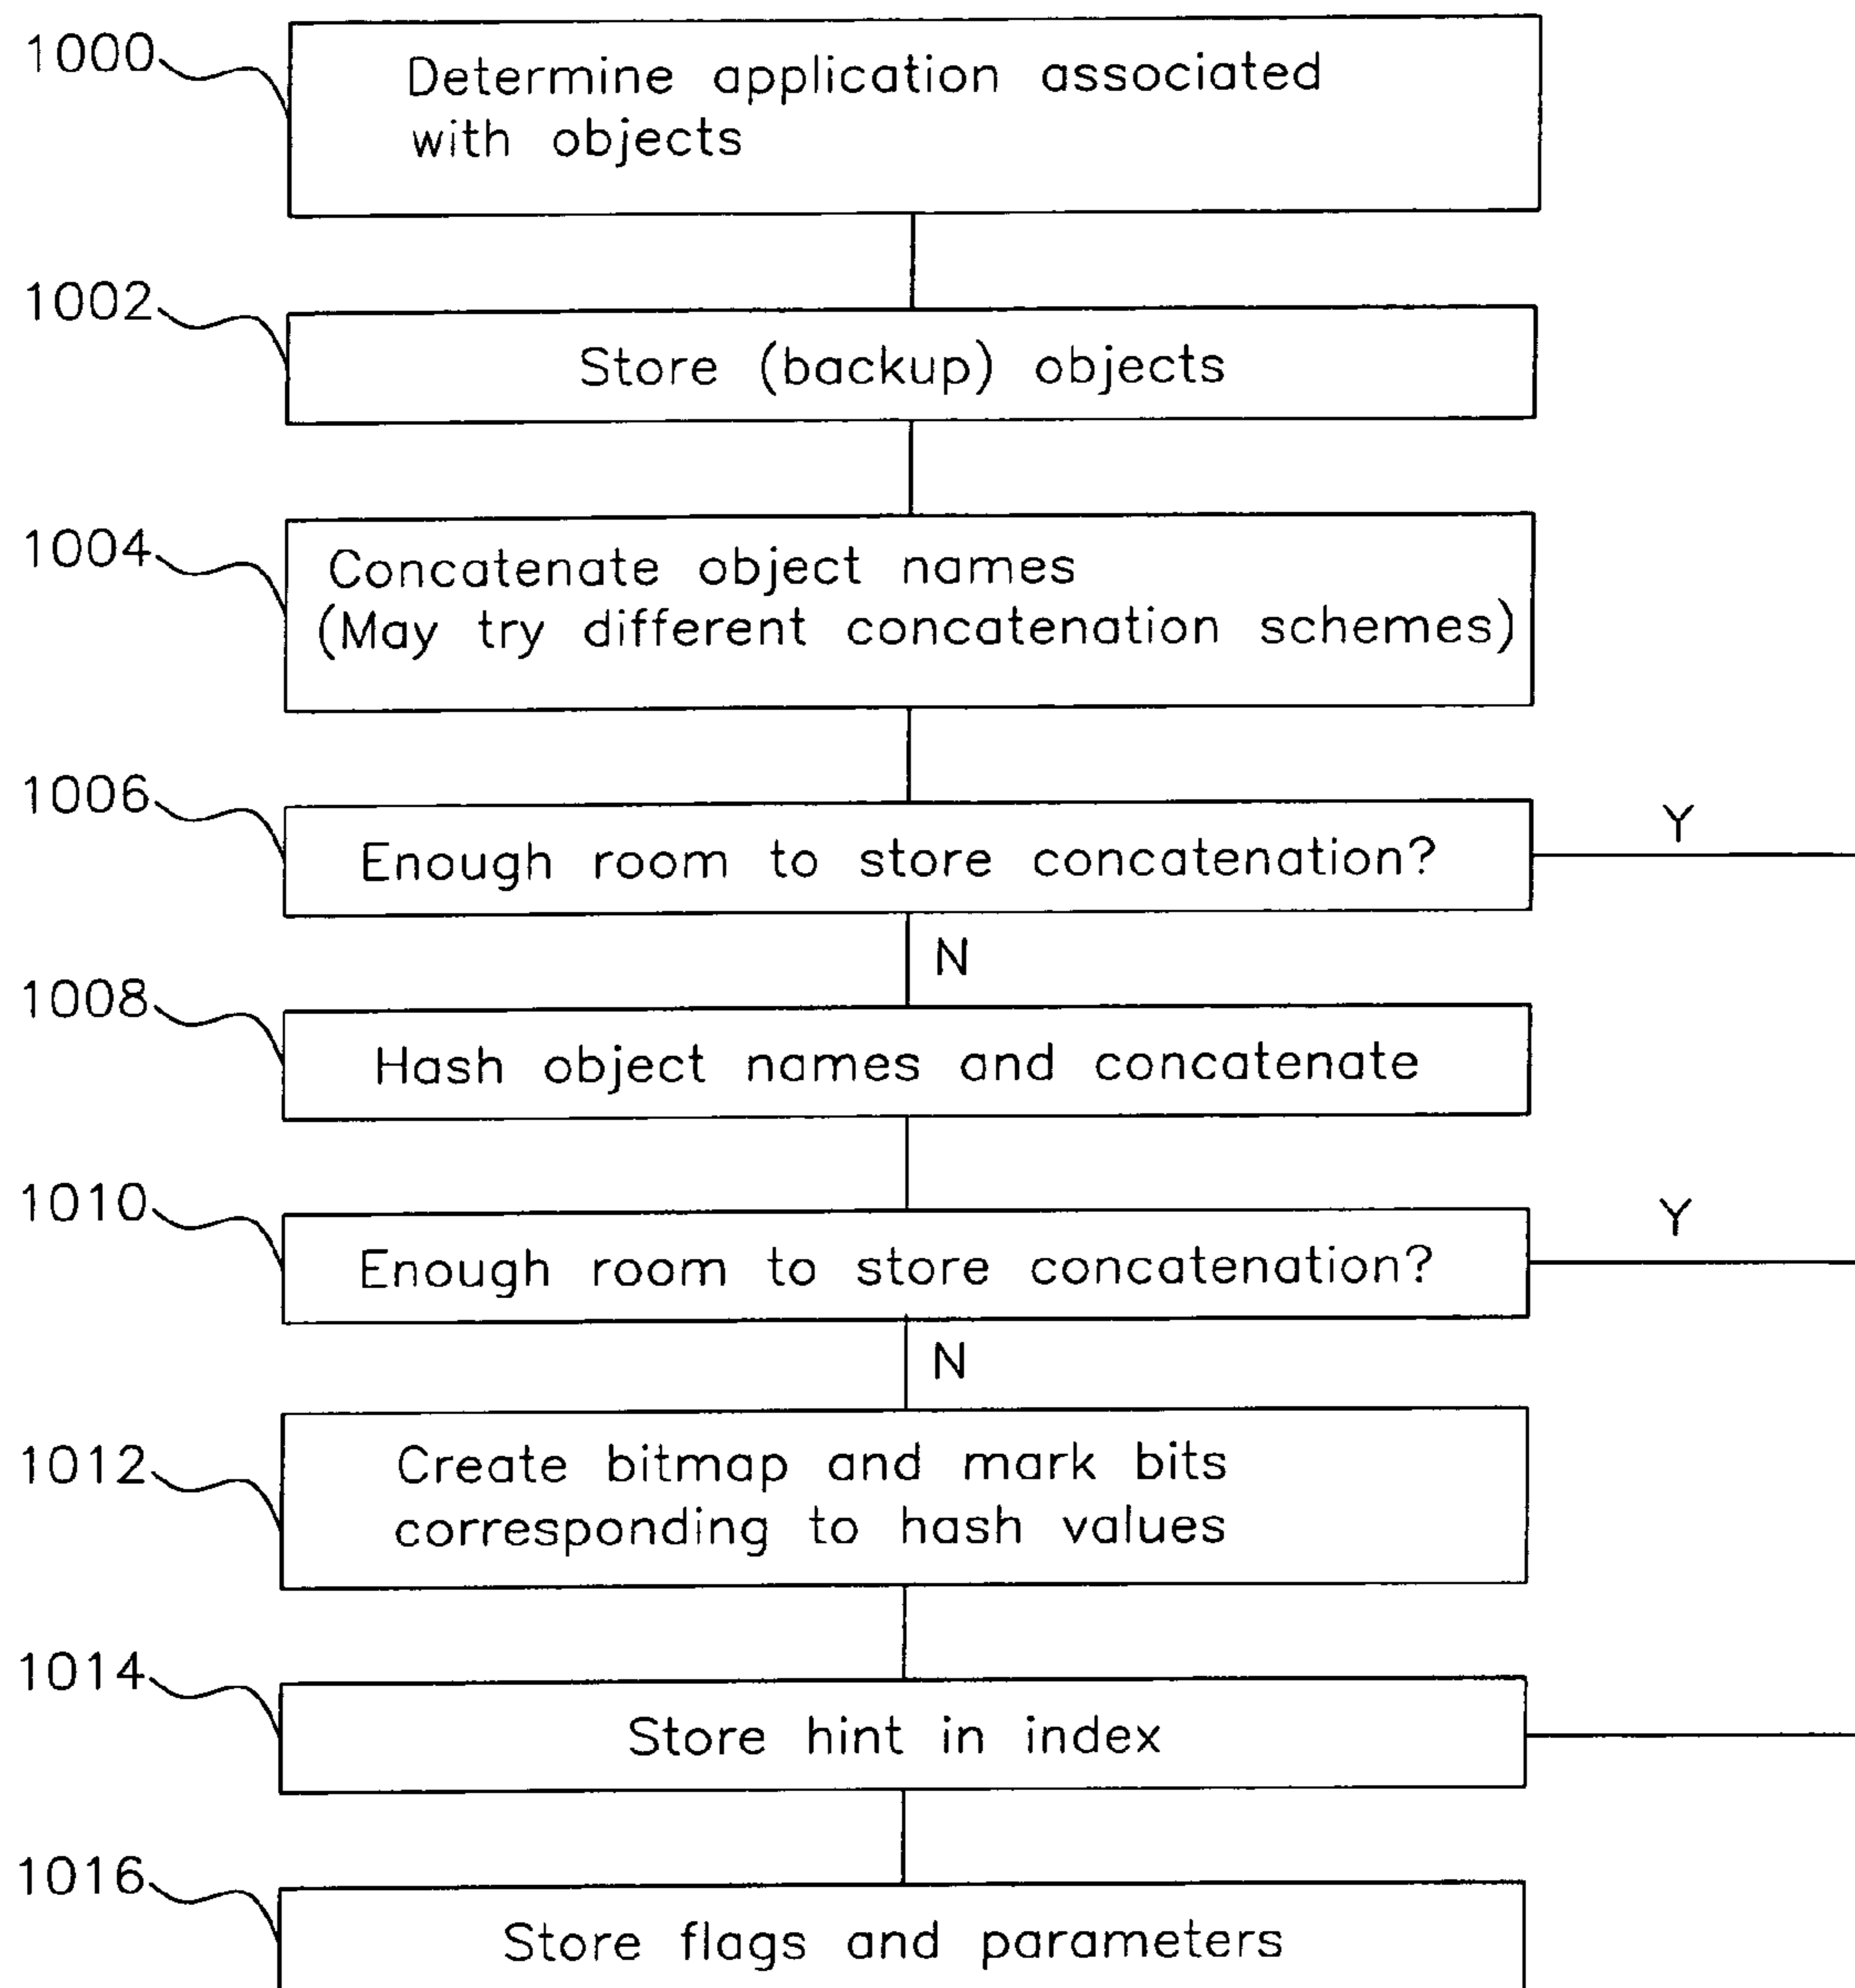 1000
Determine application associated
with objects
1002
Store (backup) objects
1004
Concatenate object names
(May try different concatenation schemes)
1006
Enough room to store concatenation?
Y
N
1008
Hash object names and concatenate
1010
Enough room to store concatenation?
Y
N
1012
Create bitmap and mark bits
corresponding to hash values
1014
Store hint in index
1016
Store flags and parameters